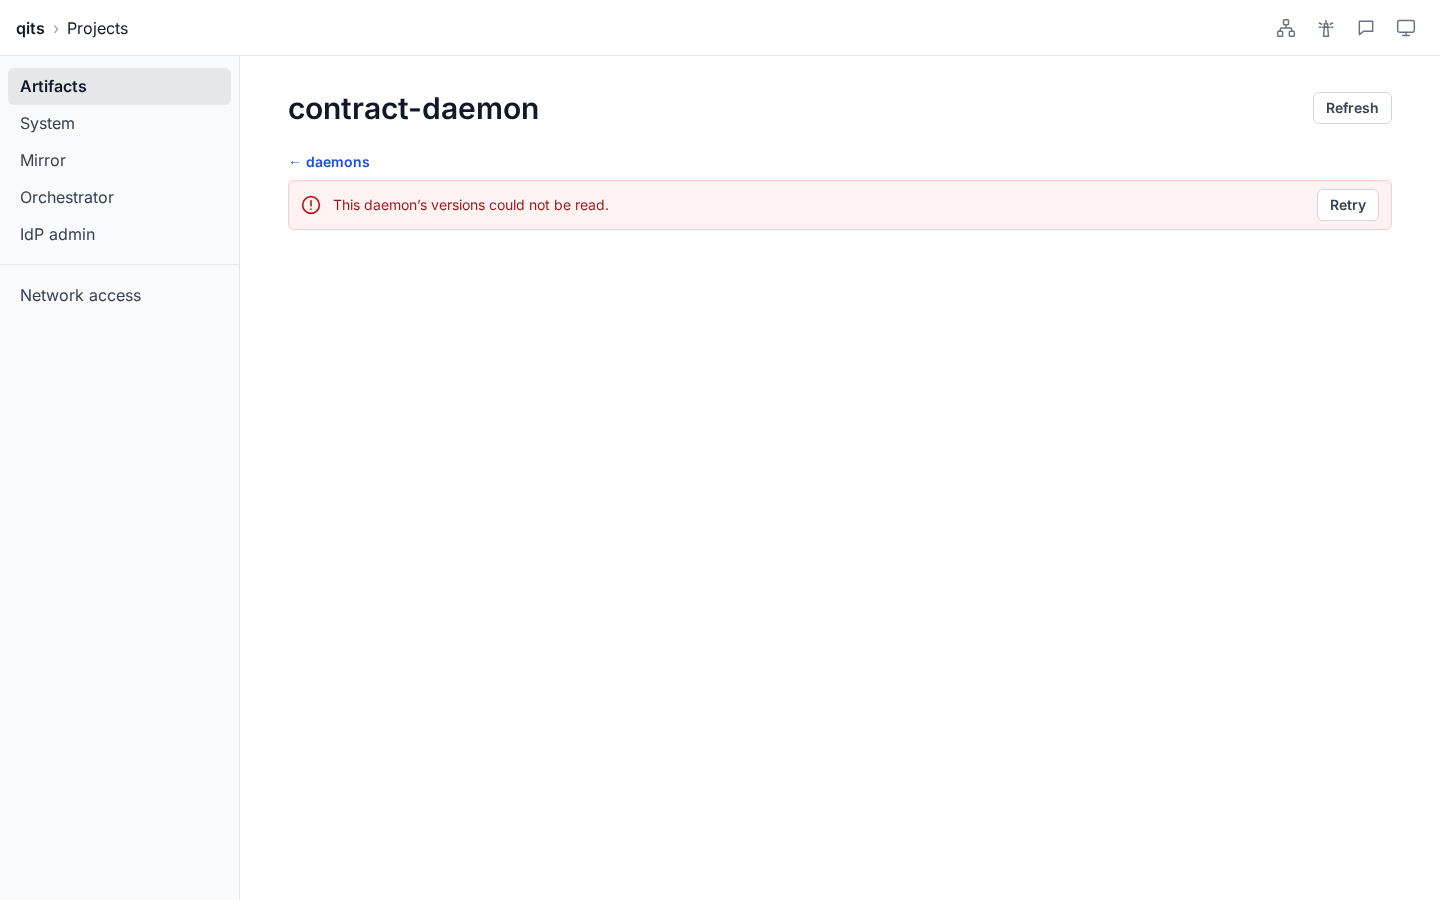 qits › Projects
Artifacts
System
Mirror
Orchestrator
IdP admin
Network access
contract-daemon
Refresh
← daemons
This daemon’s versions could not be read.
Retry